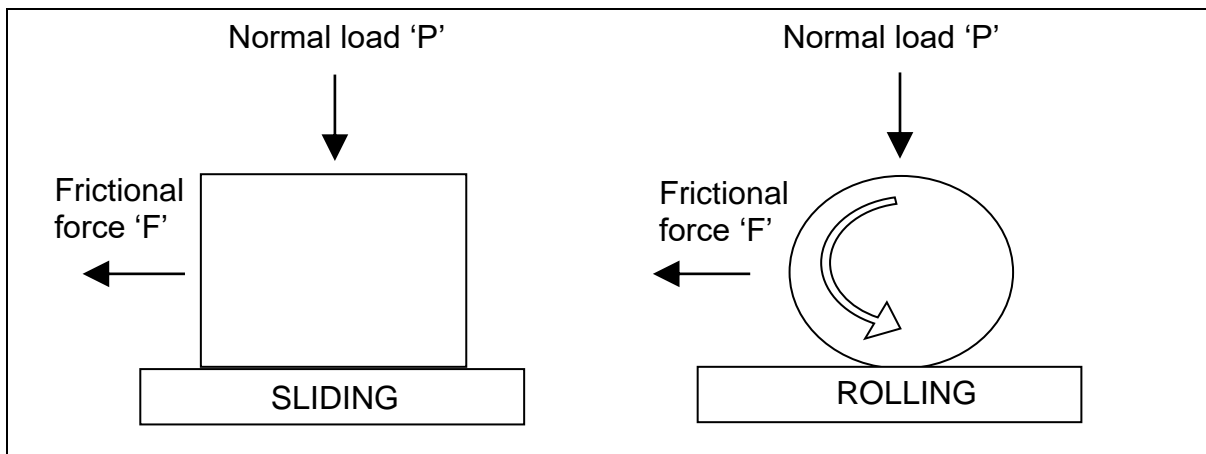 Normal load ‘P’
Frictional
force ‘F’
SLIDING
Normal load ‘P’
Frictional
force ‘F’
ROLLING